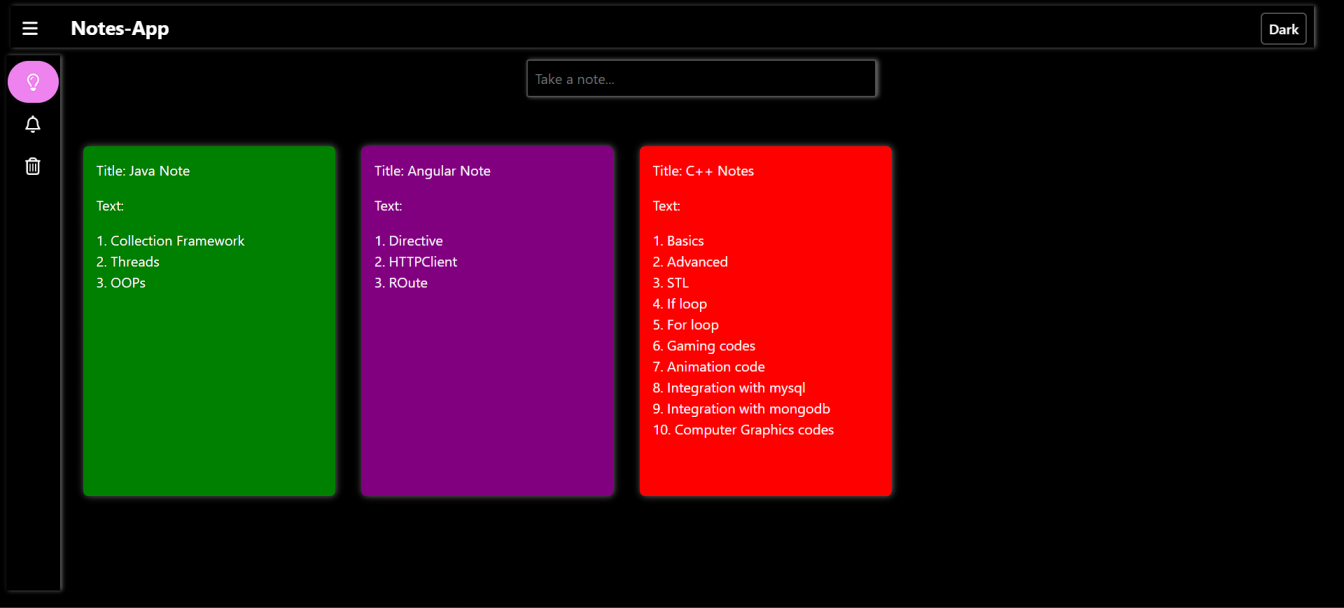 Notes-App
Dark
Take a note...
Title: Java Note
Text:
1. Collection Framework
2. Threads
3. OOPs
Title: Angular Note
Text:
1. Directive
2. HTTPClient
3. ROute
Title: C++ Notes
Text:
1. Basics
2. Advanced
3. STL
4. If loop
5. For loop
6. Gaming codes
7. Animation code
8. Integration with mysql
9. Integration with mongodb
10. Computer Graphics codes